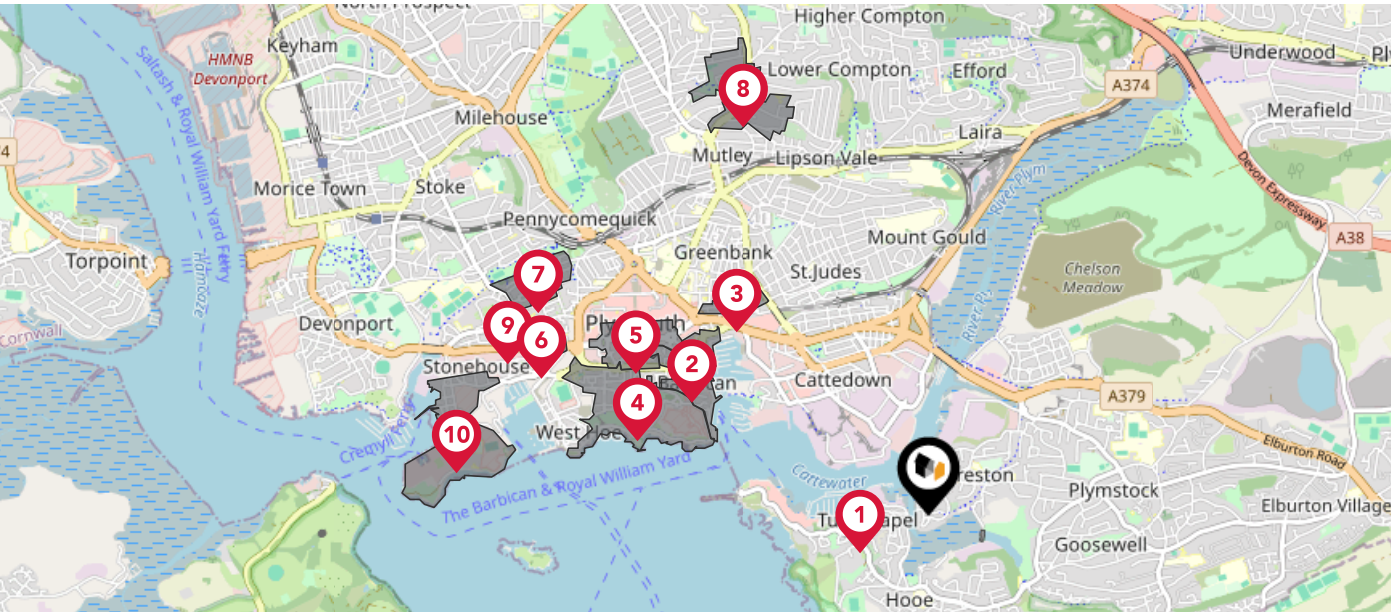 North Prospect
Higher Compton
Keyham
HMNB
Devonport
Lower Compton
Efford
Underwood
A374
Merafield
Milehouse
Laira
Mutley
Lipson Vale
Saltash & Royal William Yard Ferry
Morice Town
Stoke
Pennycomequick
River Plym
Devon Expressway
A38
Greenbank
Mount Gould
Torpoint
Hamoaze
St.Judes
Chelson
Meadow
Cornwall
Devonport
Stonehouse
Cattedown
A379
West Hoe
Elburton Road
Cattewater
Plymstock
Elburton Village
The Barbican & Royal William Yard
Goosewell
Hooe
8
7
3
9
6
5
2
4
10
1